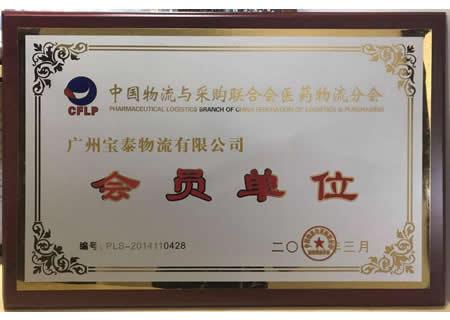 中国物流与采购联合会医药物流分会
CFLP
PHARMACEUTICAL LOGISTICS BRANCH OF CHINA FEDERATION OF LOGISTICS & PURCHASING
广州宝泰物流有限公司
会员单位
编号：PLS-2014110428
二〇 年三月